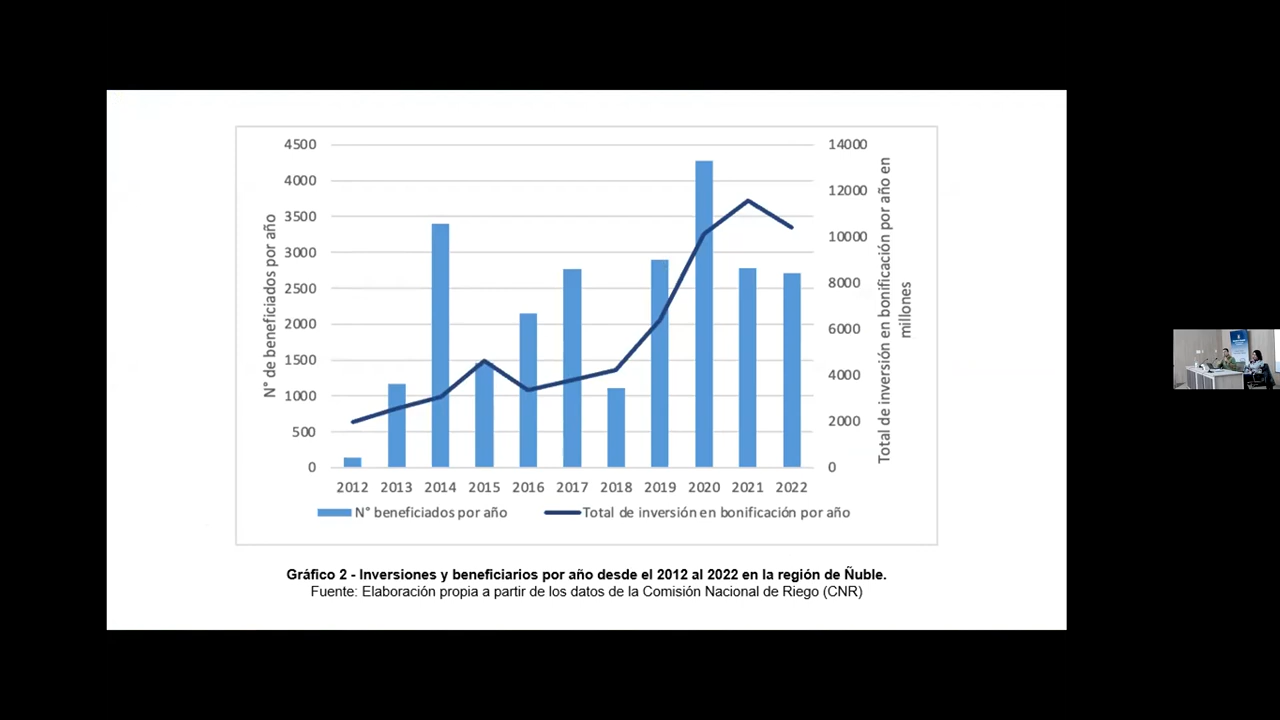 4500
4000
3500
3000
2500
2000
1500
1000
500
0
N° de beneficiados por año
14000
12000
10000
8000
6000
4000
2000
0
Total de inversión en bonificación por año en
millones
2012 2013 2014 2015 2016 2017 2018 2019 2020 2021 2022
N° beneficiados por año Total de inversión en bonificación por año
Gráfico 2 - Inversiones y beneficiarios por año desde el 2012 al 2022 en la región de Ñuble.
Fuente: Elaboración propia a partir de los datos de la Comisión Nacional de Riego (CNR)